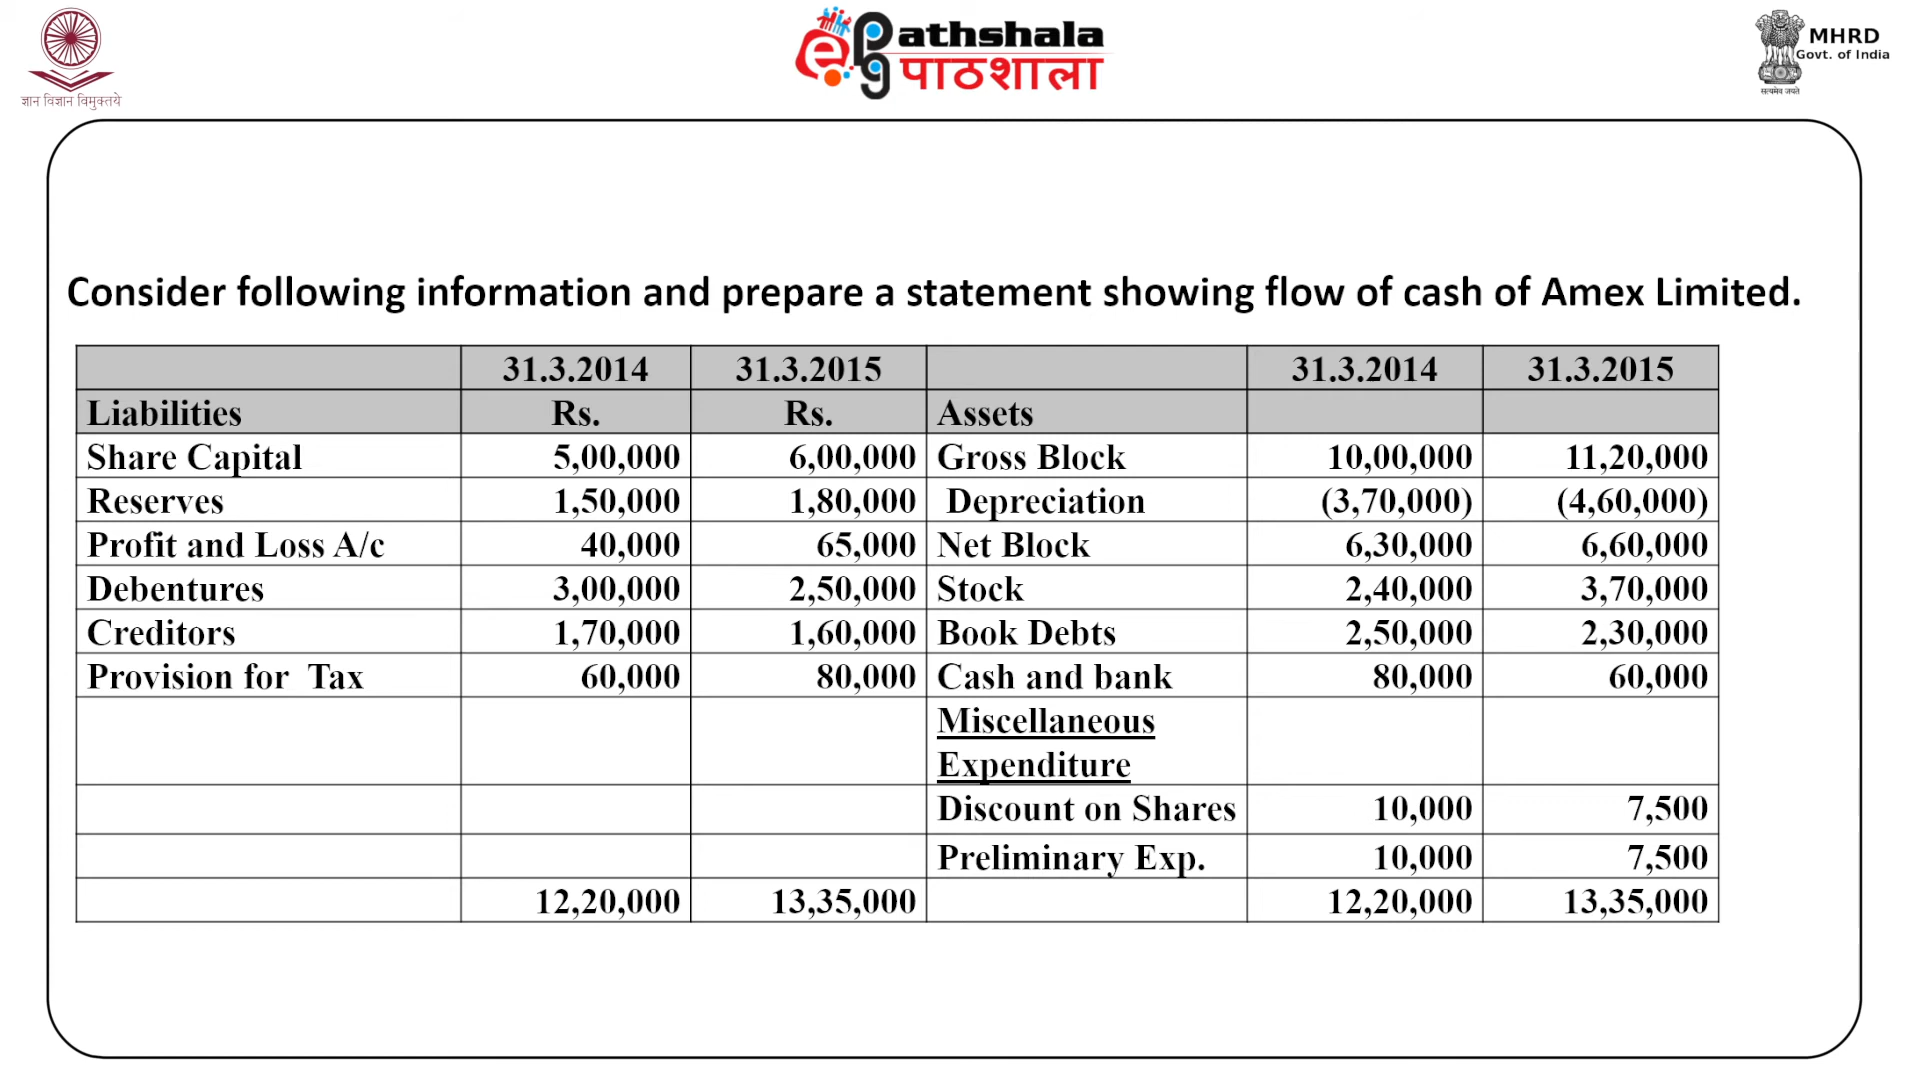 ज्ञान विज्ञान विमुक्तये
ePathshala
पाठशाला
MHRD
Govt. of India
सत्यमेव जयते
Consider following information and prepare a statement showing flow of cash of Amex Limited.
31.3.2014 31.3.2015 31.3.2014 31.3.2015
Liabilities Rs. Rs. Assets
Share Capital 5,00,000 6,00,000 Gross Block 10,00,000 11,20,000
Reserves 1,50,000 1,80,000 Depreciation (3,70,000) (4,60,000)
Profit and Loss A/c 40,000 65,000 Net Block 6,30,000 6,60,000
Debentures 3,00,000 2,50,000 Stock 2,40,000 3,70,000
Creditors 1,70,000 1,60,000 Book Debts 2,50,000 2,30,000
Provision for Tax 60,000 80,000 Cash and bank 80,000 60,000
Miscellaneous
Expenditure
Discount on Shares 10,000 7,500
Preliminary Exp. 10,000 7,500
12,20,000 13,35,000 12,20,000 13,35,000